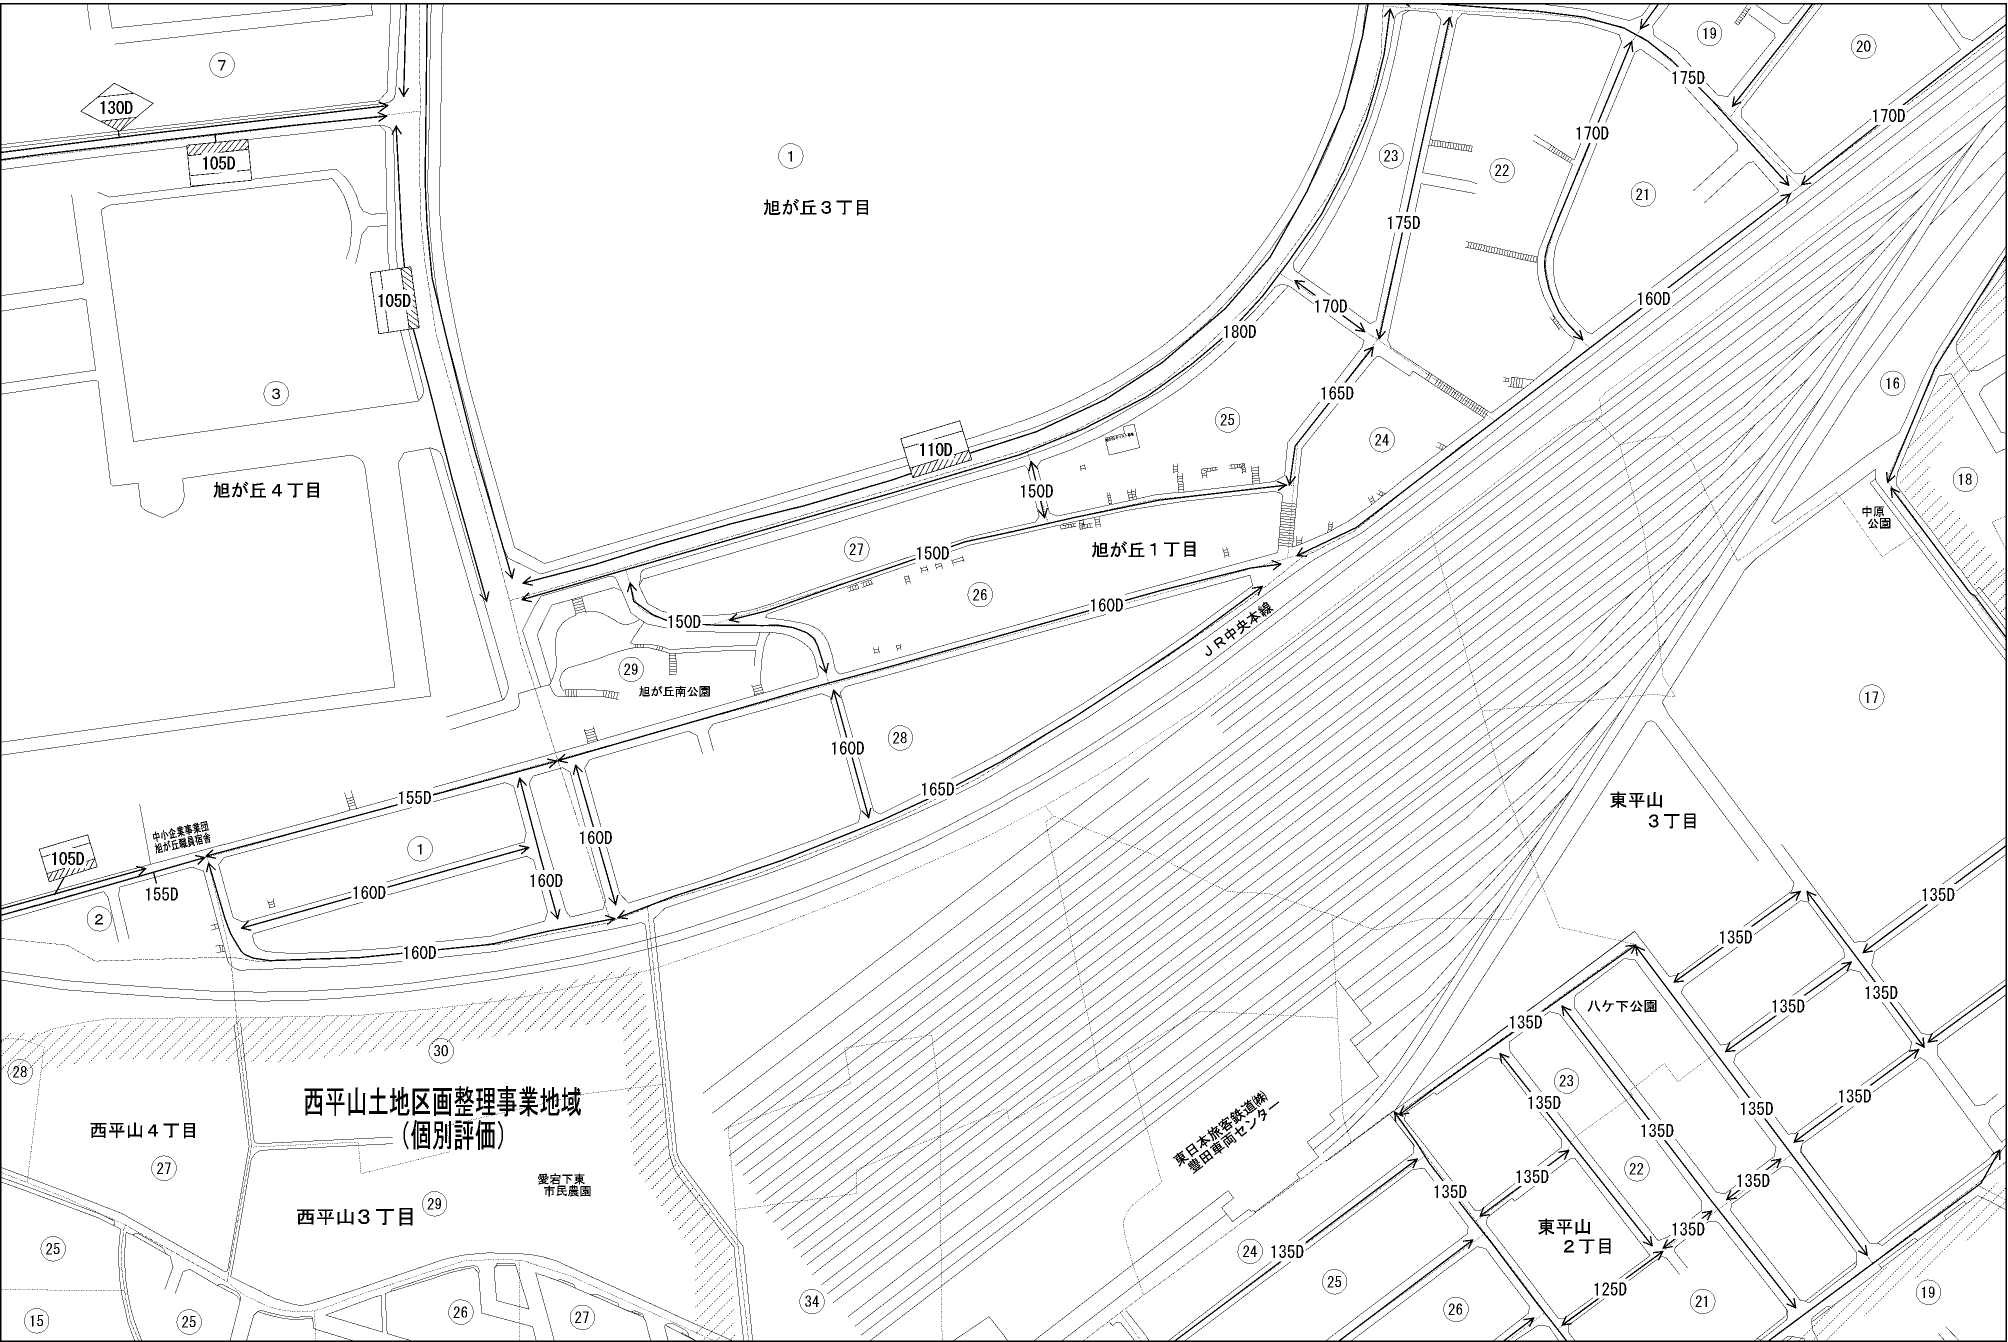 ⑦
⑲
⑳
175D
130D
170D
170D
105D
①
㉓
㉒
㉑
旭が丘３丁目
175D
105D
160D
170D
180D
③
165D
⑯
㉕
110D
㉔
旭が丘４丁目
150D
⑱
中原
公園
㉗
150D
旭が丘１丁目
㉖
160D
150D
ＪＲ中央本線
㉙
旭が丘南公園
⑰
㉘
160D
165D
155D
東平山
３丁目
中小企業事業団
旭が丘職員宿舎
①
160D
105D
155D
160D
160D
②
160D
135D
135D
135D
八ケ下公園
135D
135D
㉚
㉘
西平山土地区画整理事業地域
（個別評価）
㉓
135D
135D
135D
135D
東日本旅客鉄道㈱
豊田車両センター
西平山４丁目
㉗
㉒
愛宕下東
市民農園
135D
135D
135D
㉙
西平山３丁目
東平山
２丁目
135D
㉕
㉔
135D
㉕
125D
⑲
⑮
㉕
㉖
㉗
㉞
㉖
㉑